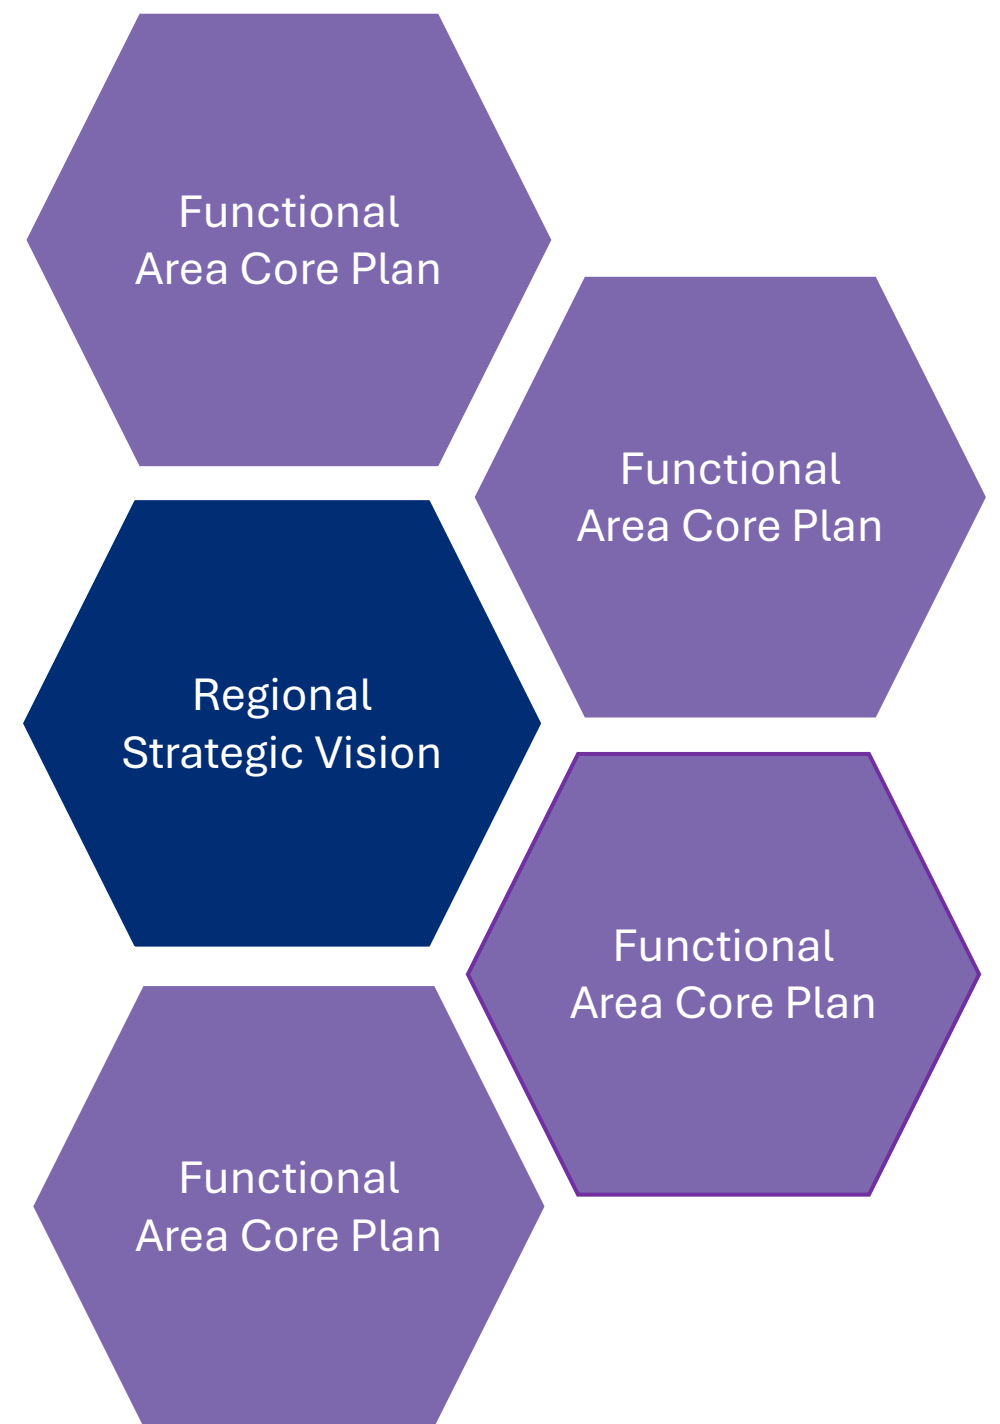 Functional
Area Core Plan
Functional
Area Core Plan
Regional
Strategic Vision
Functional
Area Core Plan
Functional
Area Core Plan